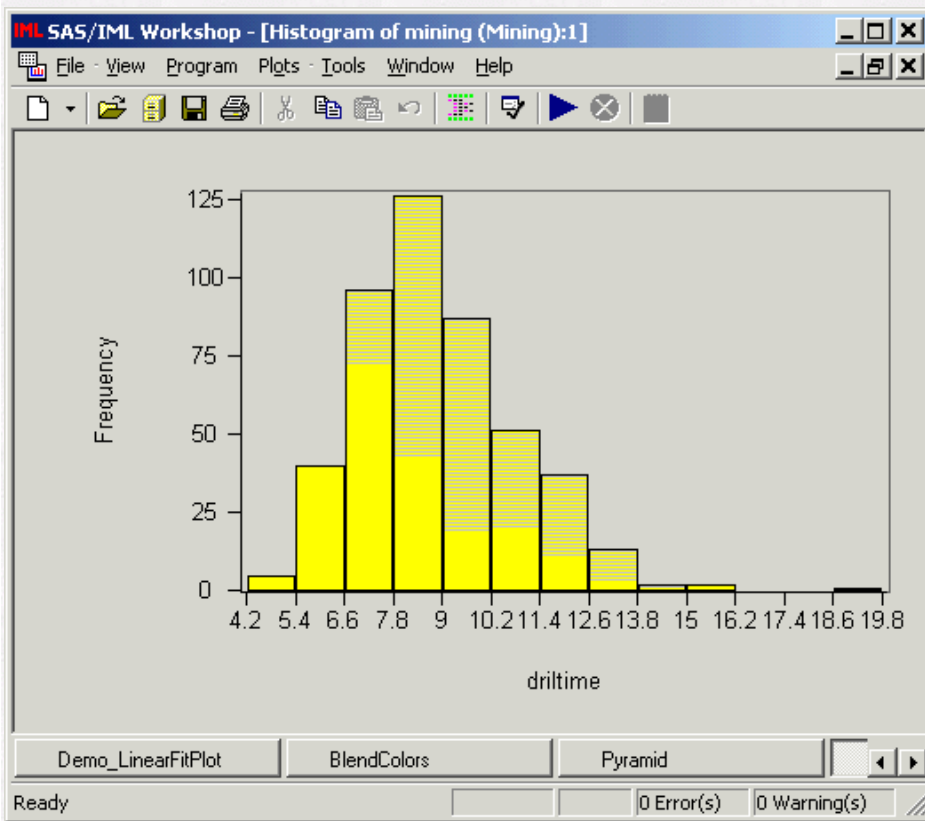 IML SAS/IML Workshop - [Histogram of mining (Mining):1]
File View Program Plots Tools Window Help
125
100
75
50
25
0
Frequency
4.2 5.4 6.6 7.8 9 10.2 11.4 12.6 13.8 15 16.2 17.4 18.6 19.8
driltime
Demo_LinearFitPlot BlendColors Pyramid
Ready 0 Error(s) 0 Warning(s)